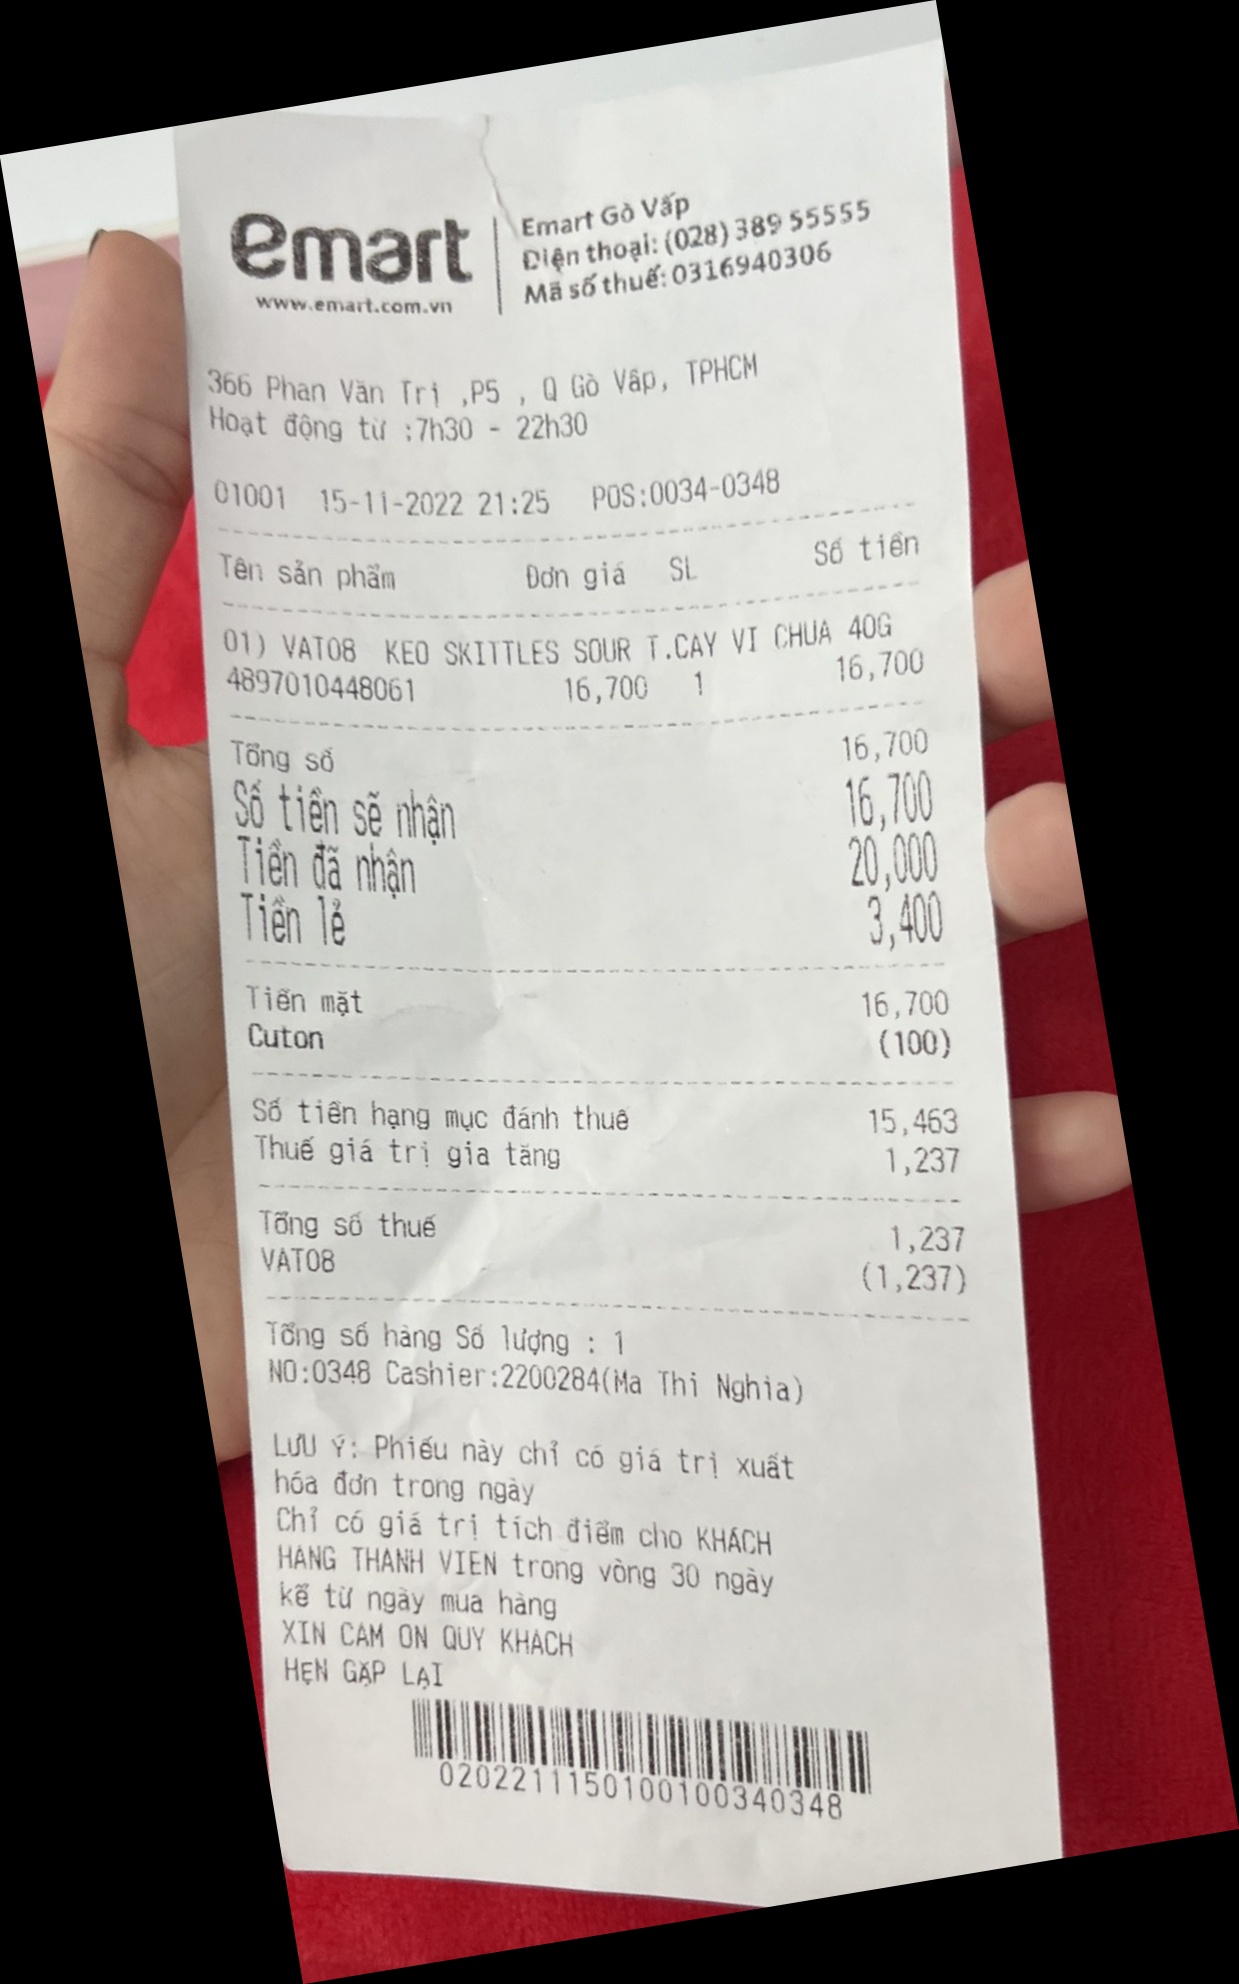 emart
www.emart.com.vn
Emart Gò Vấp
Điện thoại: (028) 389 55555
Mã số thuế: 0316940306
366 Phan Văn Trị ,P5 , Q Gò Vấp, TPHCM
Hoạt động từ :7h30 - 22h30
01001 15-11-2022 21:25 POS:0034-0348
Tên sản phẩm Đơn giá SL Số tiền
01) VAT08 KEO SKITTLES SOUR T.CAY VI CHUA 40G
4897010448061 16,700 1 16,700
Tổng số 16,700
Số tiền sẽ nhận 16,700
Tiền đã nhận 20,000
Tiền lẻ 3,400
Tiền mặt 16,700
Cuton (100)
Số tiền hạng mục đánh thuế 15,463
Thuế giá trị gia tăng 1,237
Tổng số thuế 1,237
VAT08 (1,237)
Tổng số hàng Số lượng : 1
NO:0348 Cashier:2200284(Ma Thi Nghia)
LƯU Ý: Phiếu này chỉ có giá trị xuất
hóa đơn trong ngày
Chỉ có giá trị tích điểm cho KHÁCH
HÀNG THÀNH VIÊN trong vòng 30 ngày
kể từ ngày mua hàng
XIN CÁM ƠN QUÝ KHÁCH
HẸN GẶP LẠI
0202211150100100340348